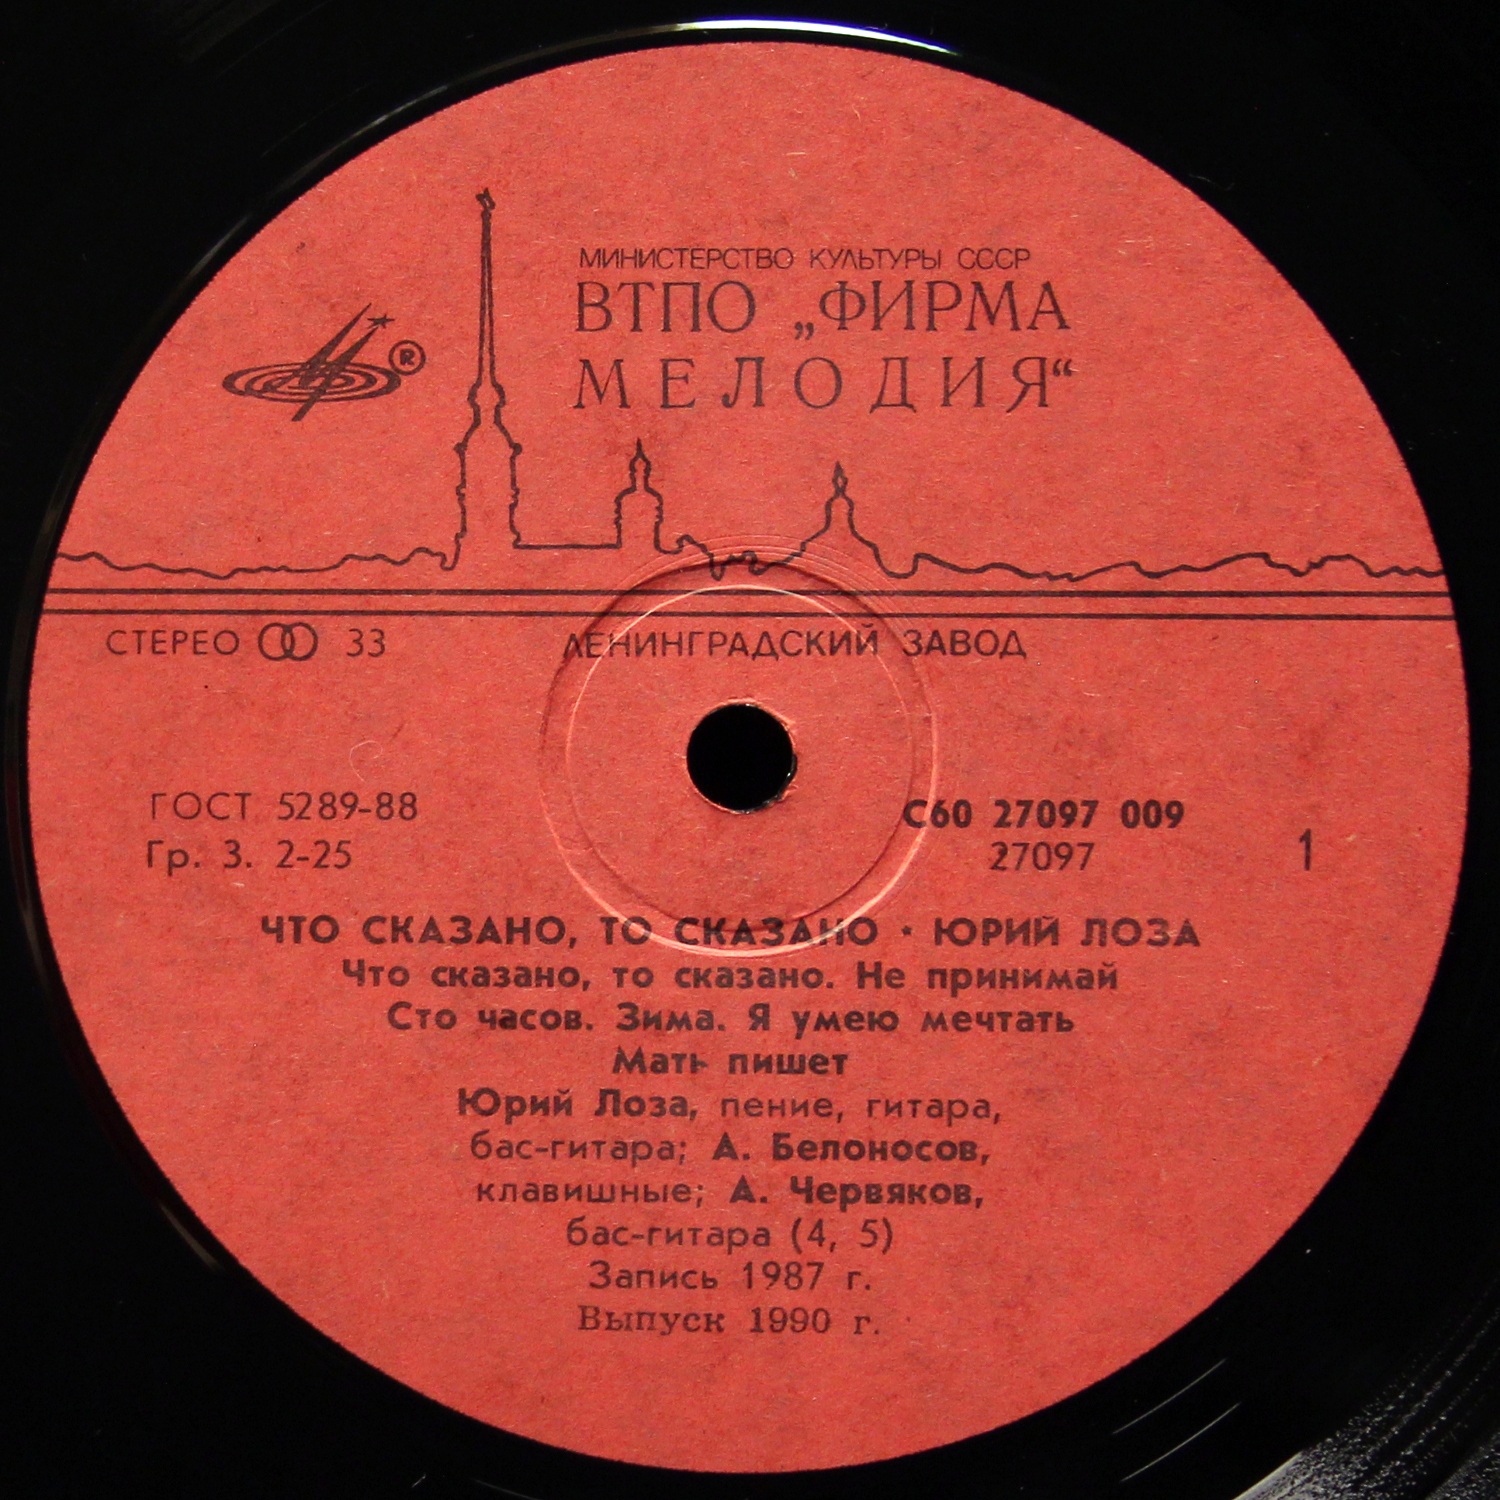 МИНИСТЕРСТВО КУЛЬТУРЫ СССР
ВТПО „ФИРМА
МЕЛОДИЯ“
®
СТЕРЕО 33 ЛЕНИНГРАДСКИЙ ЗАВОД
ГОСТ 5289-88 С60 27097 009
Гр. 3. 2-25 27097 1
ЧТО СКАЗАНО, ТО СКАЗАНО · ЮРИЙ ЛОЗА
Что сказано, то сказано. Не принимай
Сто часов. Зима. Я умею мечтать
Мать пишет
Юрий Лоза, пение, гитара,
бас-гитара; А. Белоносов,
клавишные; А. Червяков,
бас-гитара (4, 5)
Запись 1987 г.
Выпуск 1990 г.